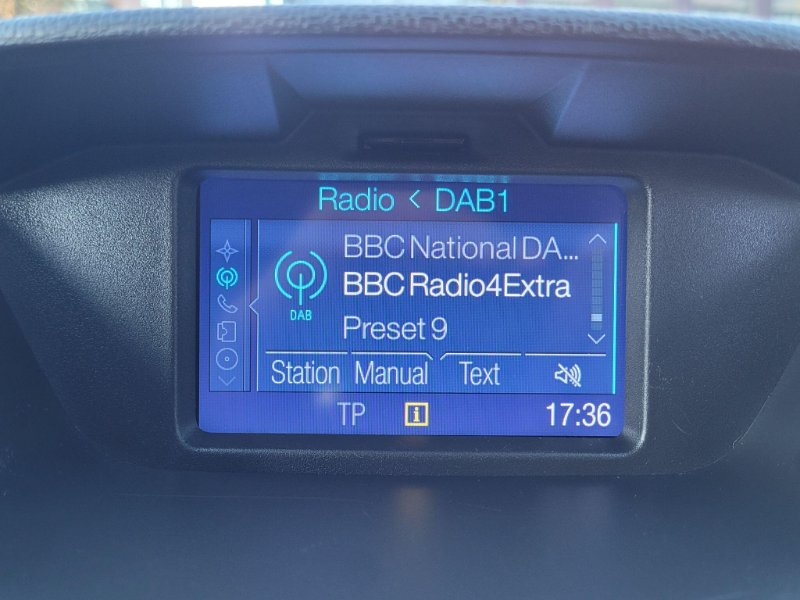 Radio < DAB1
BBC National DA...
BBC Radio4Extra
DAB
Preset 9
Station Manual Text
TP i 17:36